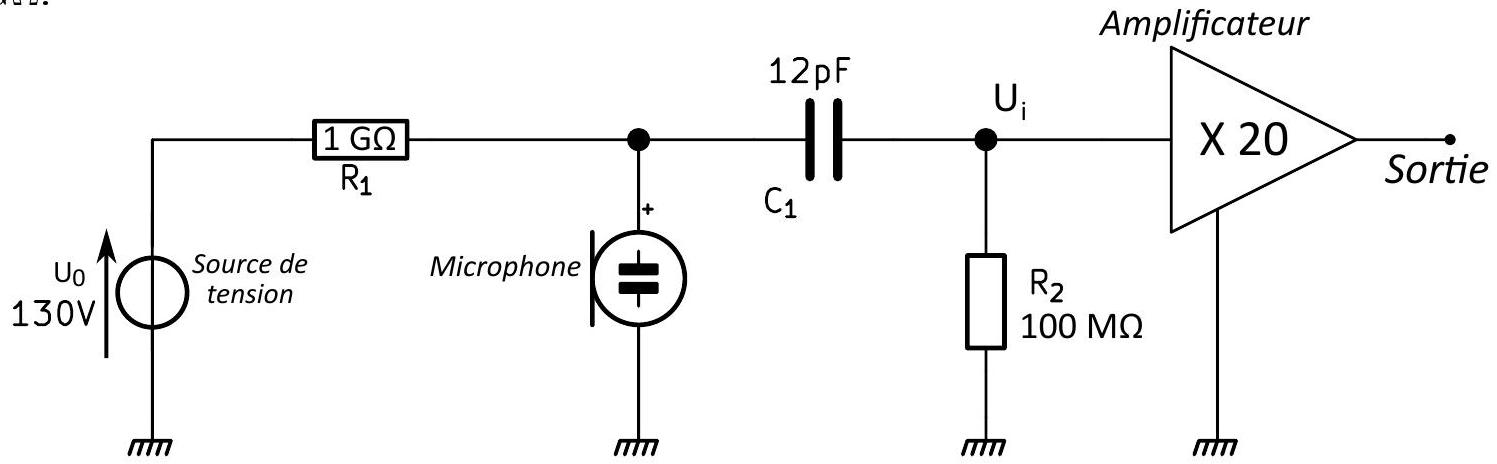 Amplificateur
12pF
U_i
1 GΩ
X 20
R1
C1
Sortie
+
Source de
tension
Microphone
U0
130V
R2
100 MΩ